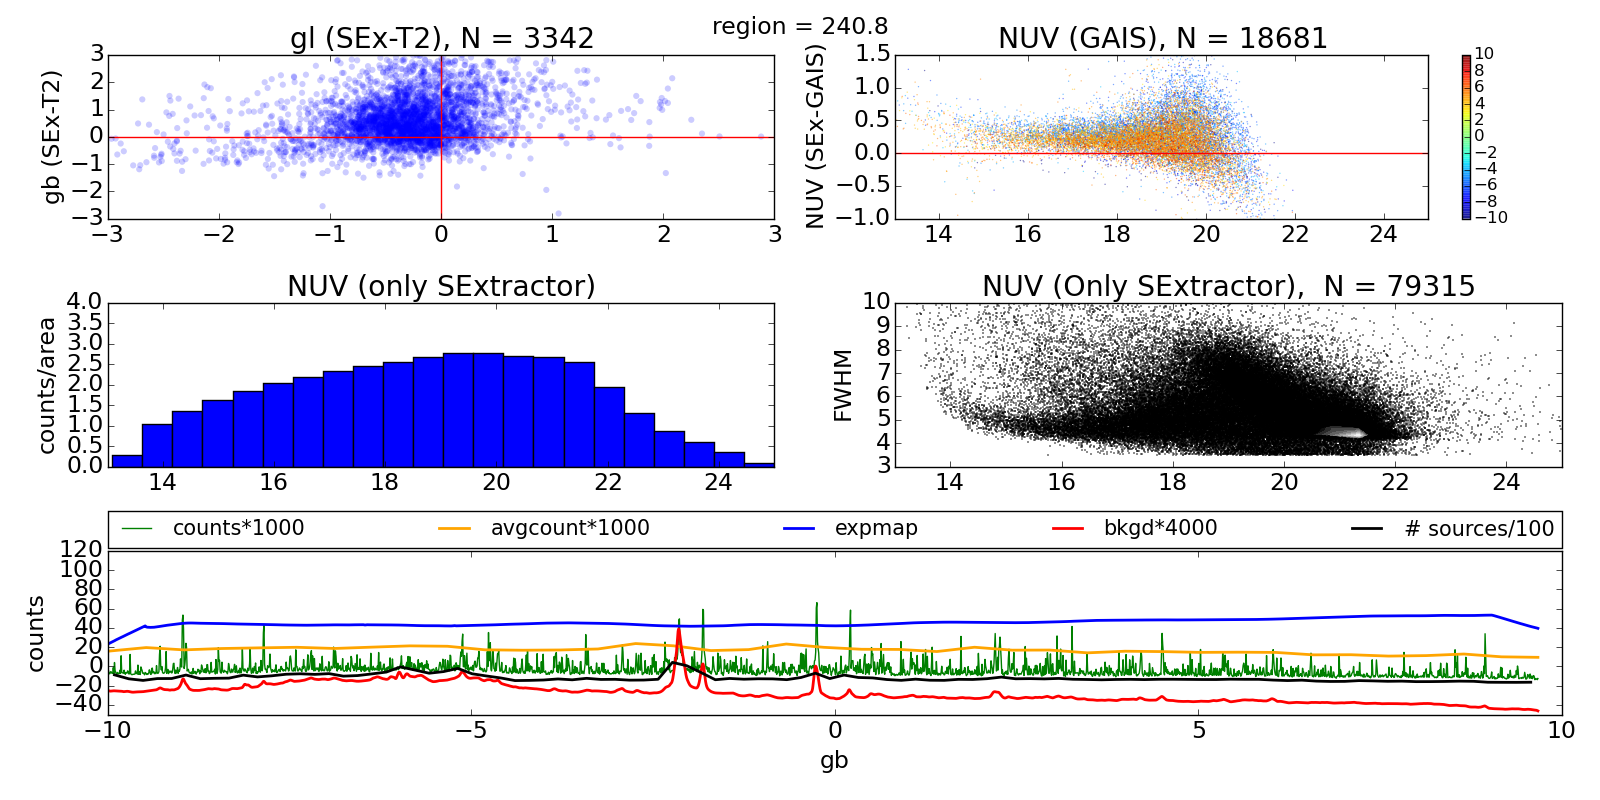 region = 240.8
gl (SEx-T2), N = 3342
gb (SEx-T2)
3
2
1
0
−1
−2
−3
−3 −2 −1 0 1 2 3
NUV (GAIS), N = 18681
NUV (SEx-GAIS)
1.5
1.0
0.5
0.0
−0.5
−1.0
14 16 18 20 22 24
10
8
6
4
2
0
−2
−4
−6
−8
−10
NUV (only SExtractor)
counts/area
4.0
3.5
3.0
2.5
2.0
1.5
1.0
0.5
0.0
14 16 18 20 22 24
NUV (Only SExtractor), N = 79315
FWHM
10
9
8
7
6
5
4
3
14 16 18 20 22 24
counts*1000 avgcount*1000 expmap bkgd*4000 # sources/100
counts
120
100
80
60
40
20
0
−20
−40
−10 −5 0 5 10
gb